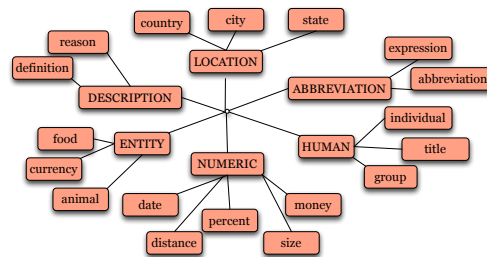 country
city
state
LOCATION
reason
definition
DESCRIPTION
expression
abbreviation
ABBREVIATION
food
currency
animal
ENTITY
individual
title
group
HUMAN
NUMERIC
date
distance
percent
size
money